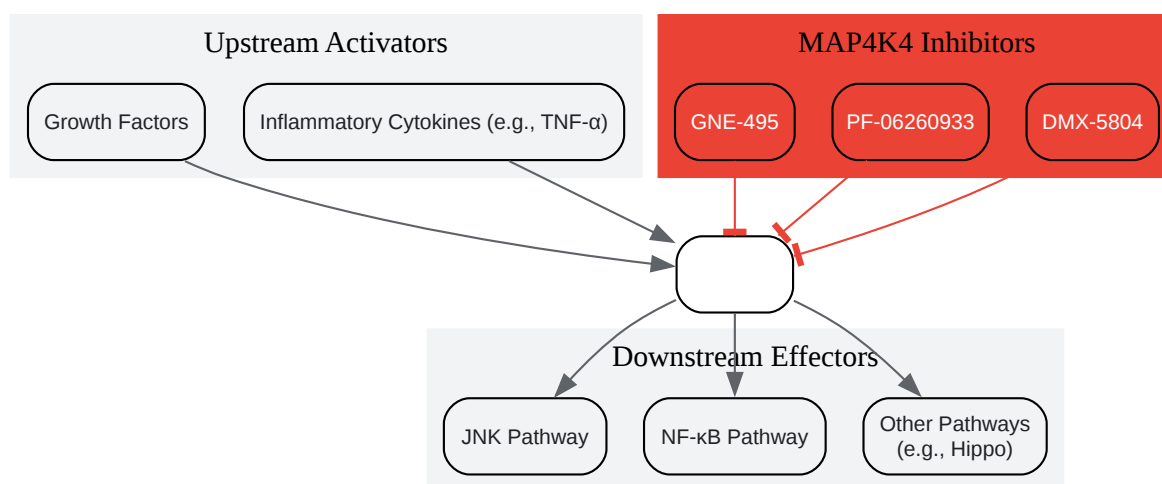 Upstream Activators
MAP4K4 Inhibitors
Growth Factors
Inflammatory Cytokines (e.g., TNF-α)
GNE-495
PF-06260933
DMX-5804
Downstream Effectors
JNK Pathway
NF-κB Pathway
Other Pathways
(e.g., Hippo)